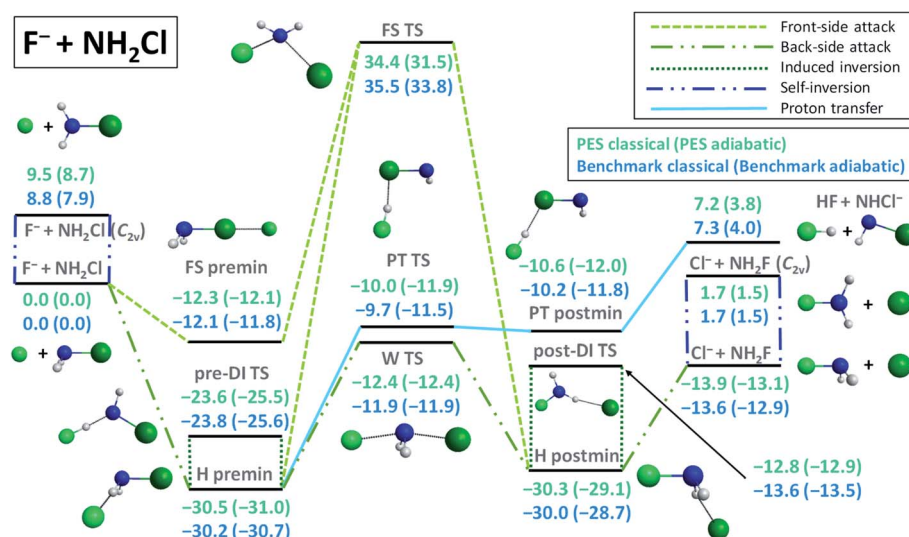 F⁻ + NH₂Cl
Front-side attack
Back-side attack
Induced inversion
Self-inversion
Proton transfer
PES classical (PES adiabatic)
Benchmark classical (Benchmark adiabatic)
FS TS
34.4 (31.5)
35.5 (33.8)
+
9.5 (8.7)
8.8 (7.9)
F⁻ + NH₂Cl (C₂ᵥ)
F⁻ + NH₂Cl
0.0 (0.0)
0.0 (0.0)
+
FS premin
−12.3 (−12.1)
−12.1 (−11.8)
pre-DI TS
−23.6 (−25.5)
−23.8 (−25.6)
H premin
−30.5 (−31.0)
−30.2 (−30.7)
PT TS
−10.0 (−11.9)
−9.7 (−11.5)
W TS
−12.4 (−12.4)
−11.9 (−11.9)
−10.6 (−12.0)
−10.2 (−11.8)
PT postmin
post-DI TS
H postmin
−30.3 (−29.1)
−30.0 (−28.7)
7.2 (3.8)
7.3 (4.0)
HF + NHCl⁻
+
Cl⁻ + NH₂F (C₂ᵥ)
1.7 (1.5)
1.7 (1.5)
+
Cl⁻ + NH₂F
−13.9 (−13.1)
−13.6 (−12.9)
+
−12.8 (−12.9)
−13.6 (−13.5)